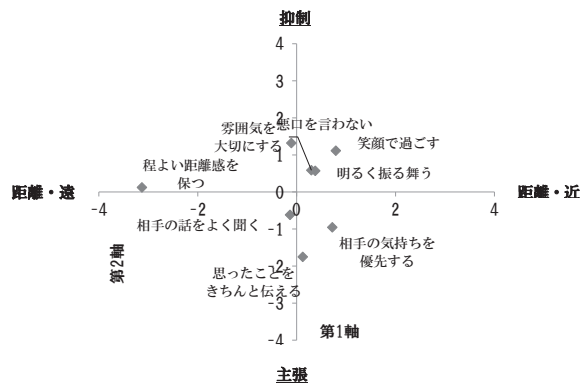 抑制
4
3
2
悪口を言わない
雰囲気を
大切にする
笑顔で過ごす
1
程よい距離感を
保つ
明るく振る舞う
距離・遠
0
距離・近
-4
-2
0
2
4
相手の話をよく聞く
-1
相手の気持ちを
優先する
第2軸
思ったことを
きちんと伝える
-2
-3
第1軸
-4
主張